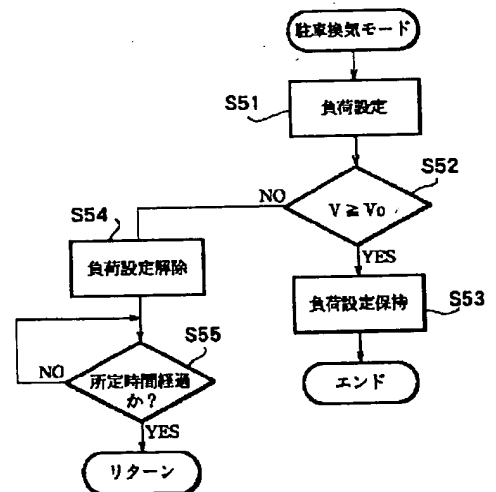 駐車換気モード
S51
負荷設定
S52
V ≧ V₀
NO
YES
S54
負荷設定解除
負荷設定保持
S53
S55
エンド
所定時間経過
か？
NO
YES
リターン